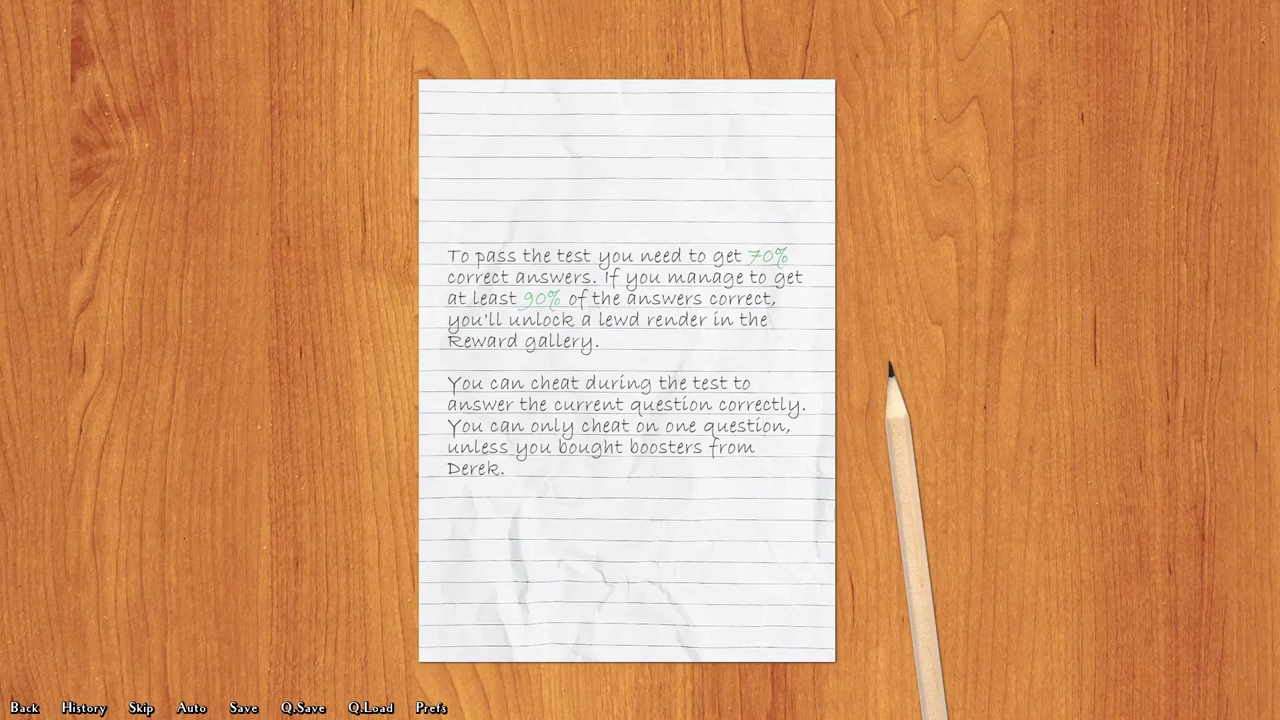 To pass the test you need to get 70%
correct answers. If you manage to get
at least 90% of the answers correct,
you'll unlock a lewd render in the
Reward gallery.
You can cheat during the test to
answer the current question correctly.
You can only cheat on one question,
unless you bought boosters from
Derek.
Back History Skip Auto Save Q.Save Q.Load Prefs